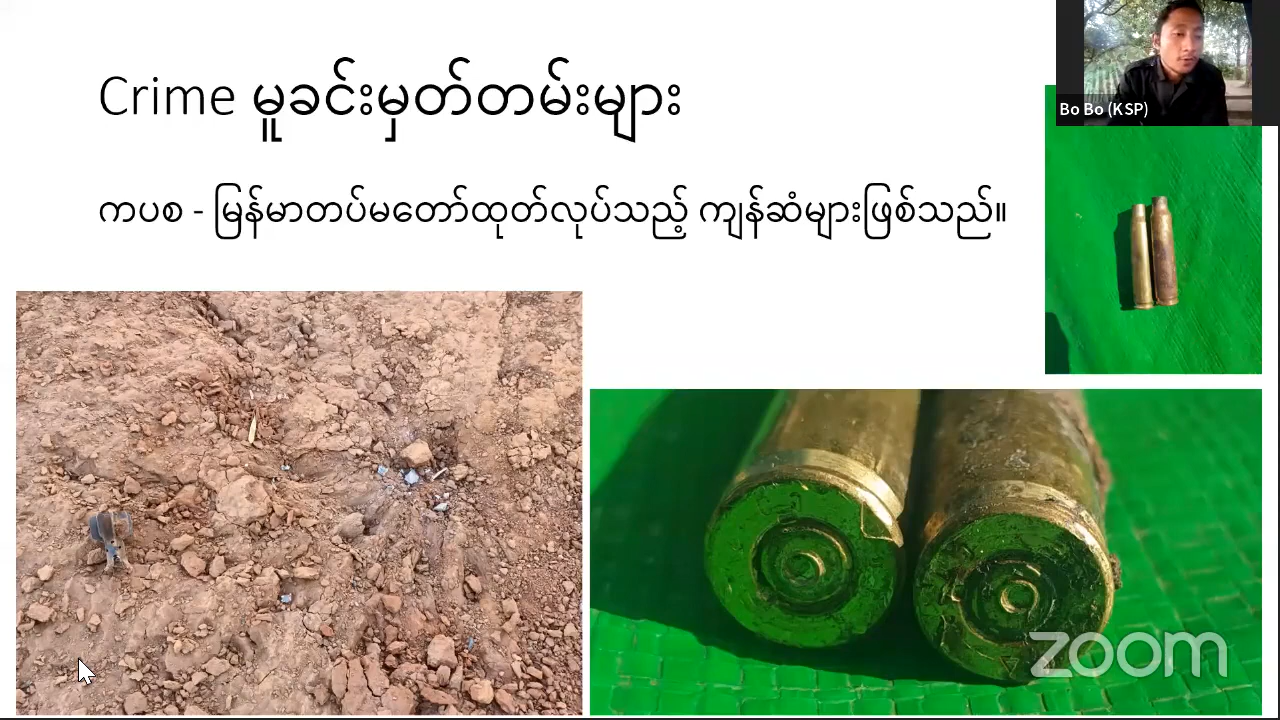 Crime မူခင်းမှတ်တမ်းများ
Bo Bo (KSP)
ကပစ - မြန်မာတပ်မတော်ထုတ်လုပ်သည့် ကျန်ဆံများဖြစ်သည်။
zoom